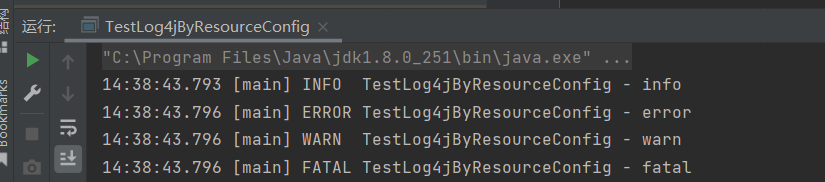 运行: TestLog4jByResourceConfig
"C:\Program Files\Java\jdk1.8.0_251\bin\java.exe" ...
14:38:43.793 [main] INFO  TestLog4jByResourceConfig - info
14:38:43.796 [main] ERROR TestLog4jByResourceConfig - error
14:38:43.796 [main] WARN  TestLog4jByResourceConfig - warn
14:38:43.796 [main] FATAL TestLog4jByResourceConfig - fatal
结构
Bookmarks